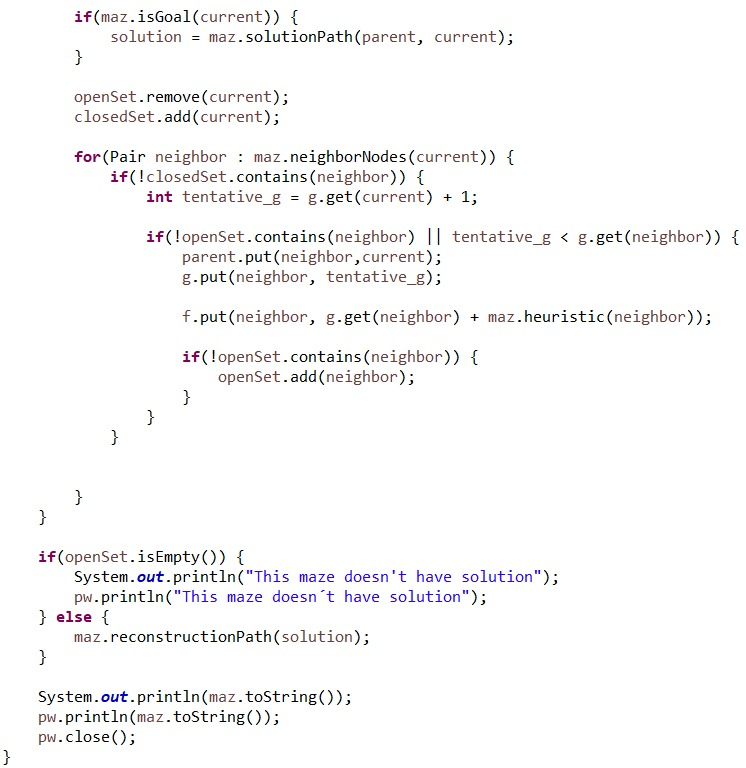 if(maz.isGoal(current)) {
solution = maz.solutionPath(parent, current);
}
openSet.remove(current);
closedSet.add(current);
for(Pair neighbor : maz.neighborNodes(current)) {
if(!closedSet.contains(neighbor)) {
int tentative_g = g.get(current) + 1;
if(!openSet.contains(neighbor) || tentative_g < g.get(neighbor)) {
parent.put(neighbor,current);
g.put(neighbor, tentative_g);
f.put(neighbor, g.get(neighbor) + maz.heuristic(neighbor));
if(!openSet.contains(neighbor)) {
openSet.add(neighbor);
}
}
}
}
}
if(openSet.isEmpty()) {
System.out.println("This maze doesn't have solution");
pw.println("This maze doesn´t have solution");
} else {
maz.reconstructionPath(solution);
}
System.out.println(maz.toString());
pw.println(maz.toString());
pw.close();
}